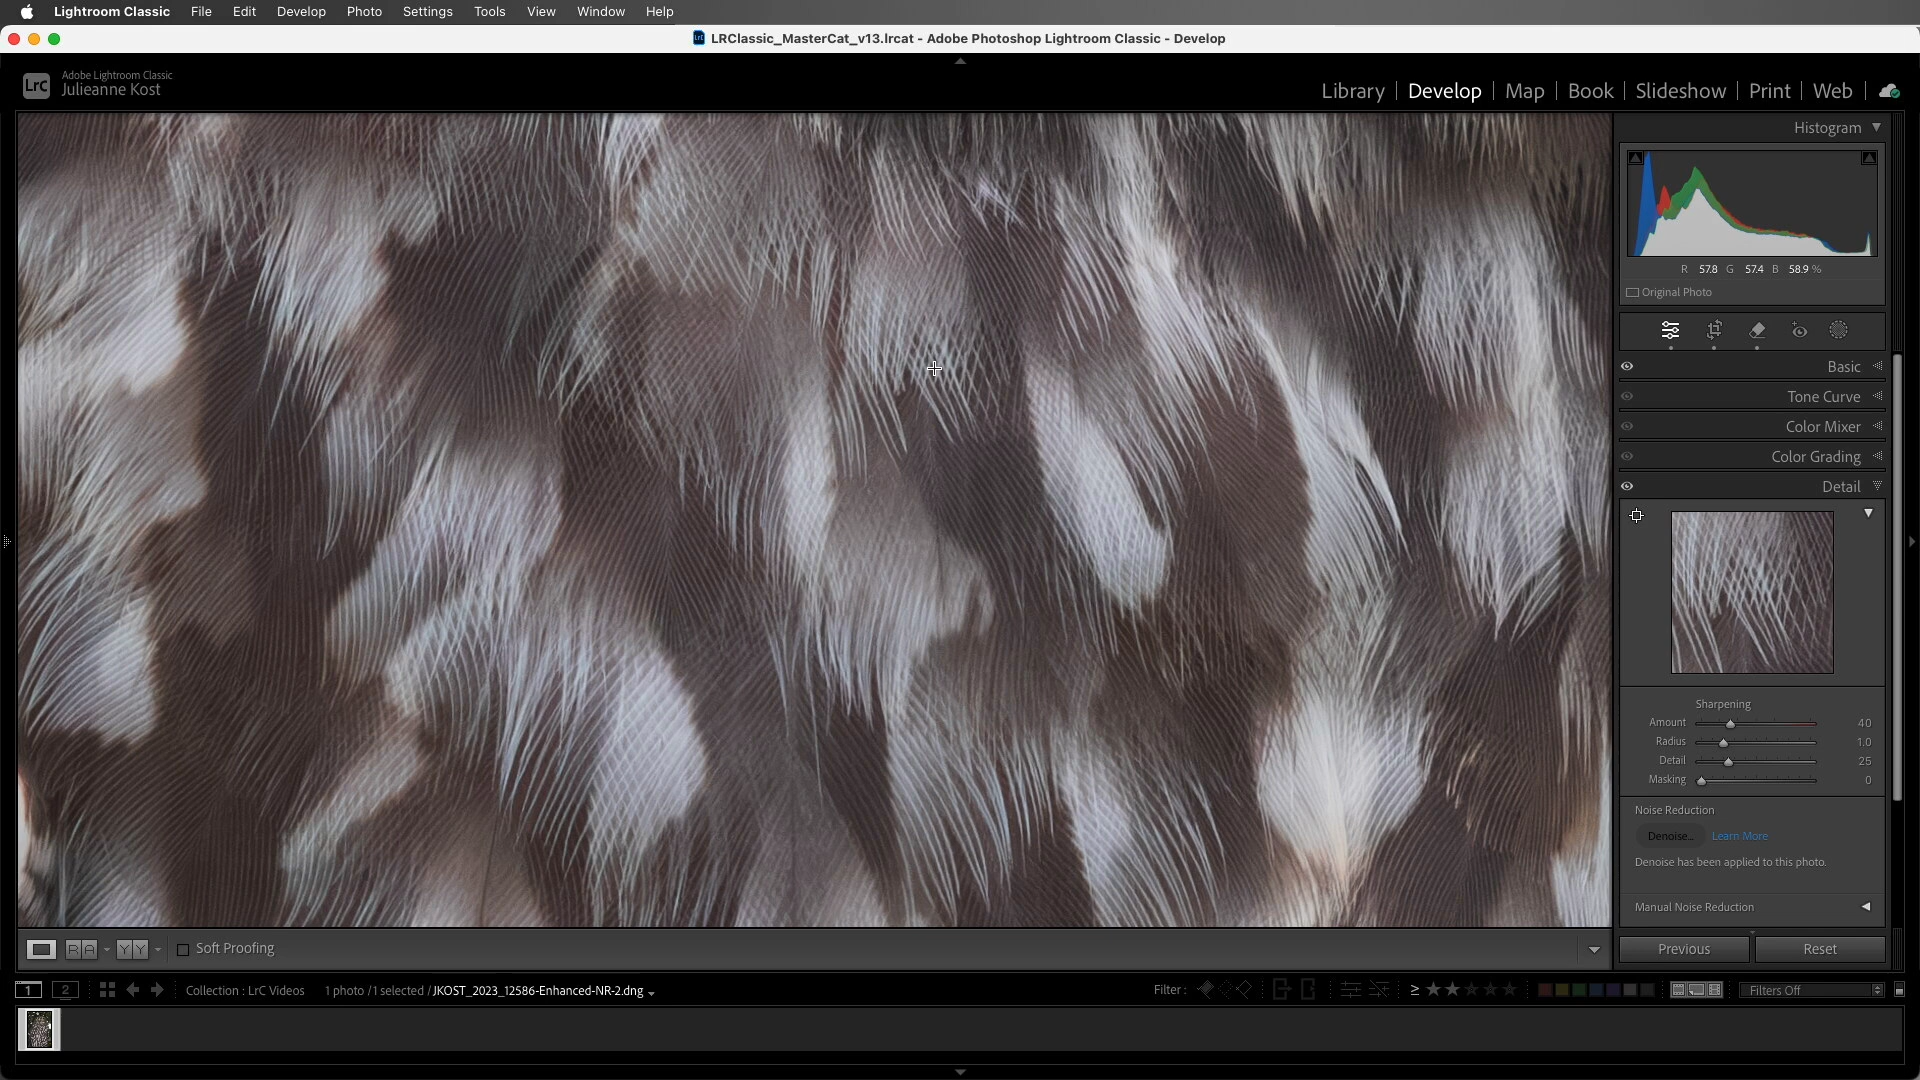 Lightroom Classic File Edit Develop Photo Settings Tools View Window Help
LrC LRClassic_MasterCat_v13.lrcat - Adobe Photoshop Lightroom Classic - Develop
LrC Adobe Lightroom Classic
Julieanne Kost
Library | Develop | Map | Book | Slideshow | Print | Web |
Histogram
R 57.8 G 57.4 B 58.9 %
Original Photo
Basic
Tone Curve
Color Mixer
Color Grading
Detail
Sharpening
Amount 40
Radius 1.0
Detail 25
Masking 0
Noise Reduction
Denoise... Learn More
Denoise has been applied to this photo.
Manual Noise Reduction
R A Y Y Soft Proofing
Previous Reset
1 2 Collection : LrC Videos 1 photo / 1 selected / JKOST_2023_12586-Enhanced-NR-2.dng
Filter : ≥ ★★★★★ Filters Off